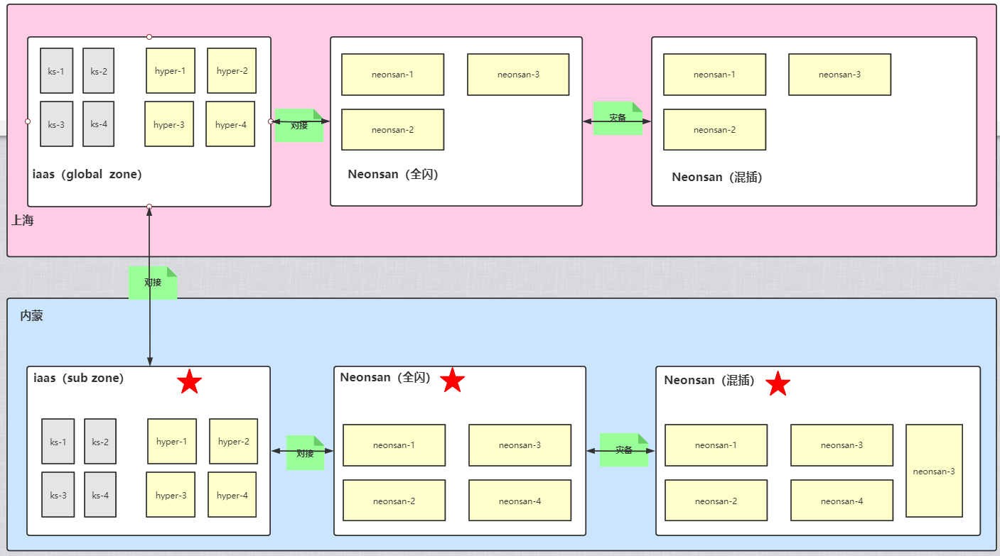 ks-1
ks-2
hyper-1
hyper-2
ks-3
ks-4
hyper-3
hyper-4
iaas（global  zone）
对接
neonsan-1
neonsan-3
neonsan-2
Neonsan（全闪）
灾备
neonsan-1
neonsan-3
neonsan-2
Neonsan（混插）
上海
对接
内蒙
iaas（sub zone）
ks-1
ks-2
hyper-1
hyper-2
ks-3
ks-4
hyper-3
hyper-4
对接
Neonsan（全闪）
neonsan-1
neonsan-3
neonsan-2
neonsan-4
灾备
Neonsan（混插）
neonsan-1
neonsan-3
neonsan-3
neonsan-2
neonsan-4